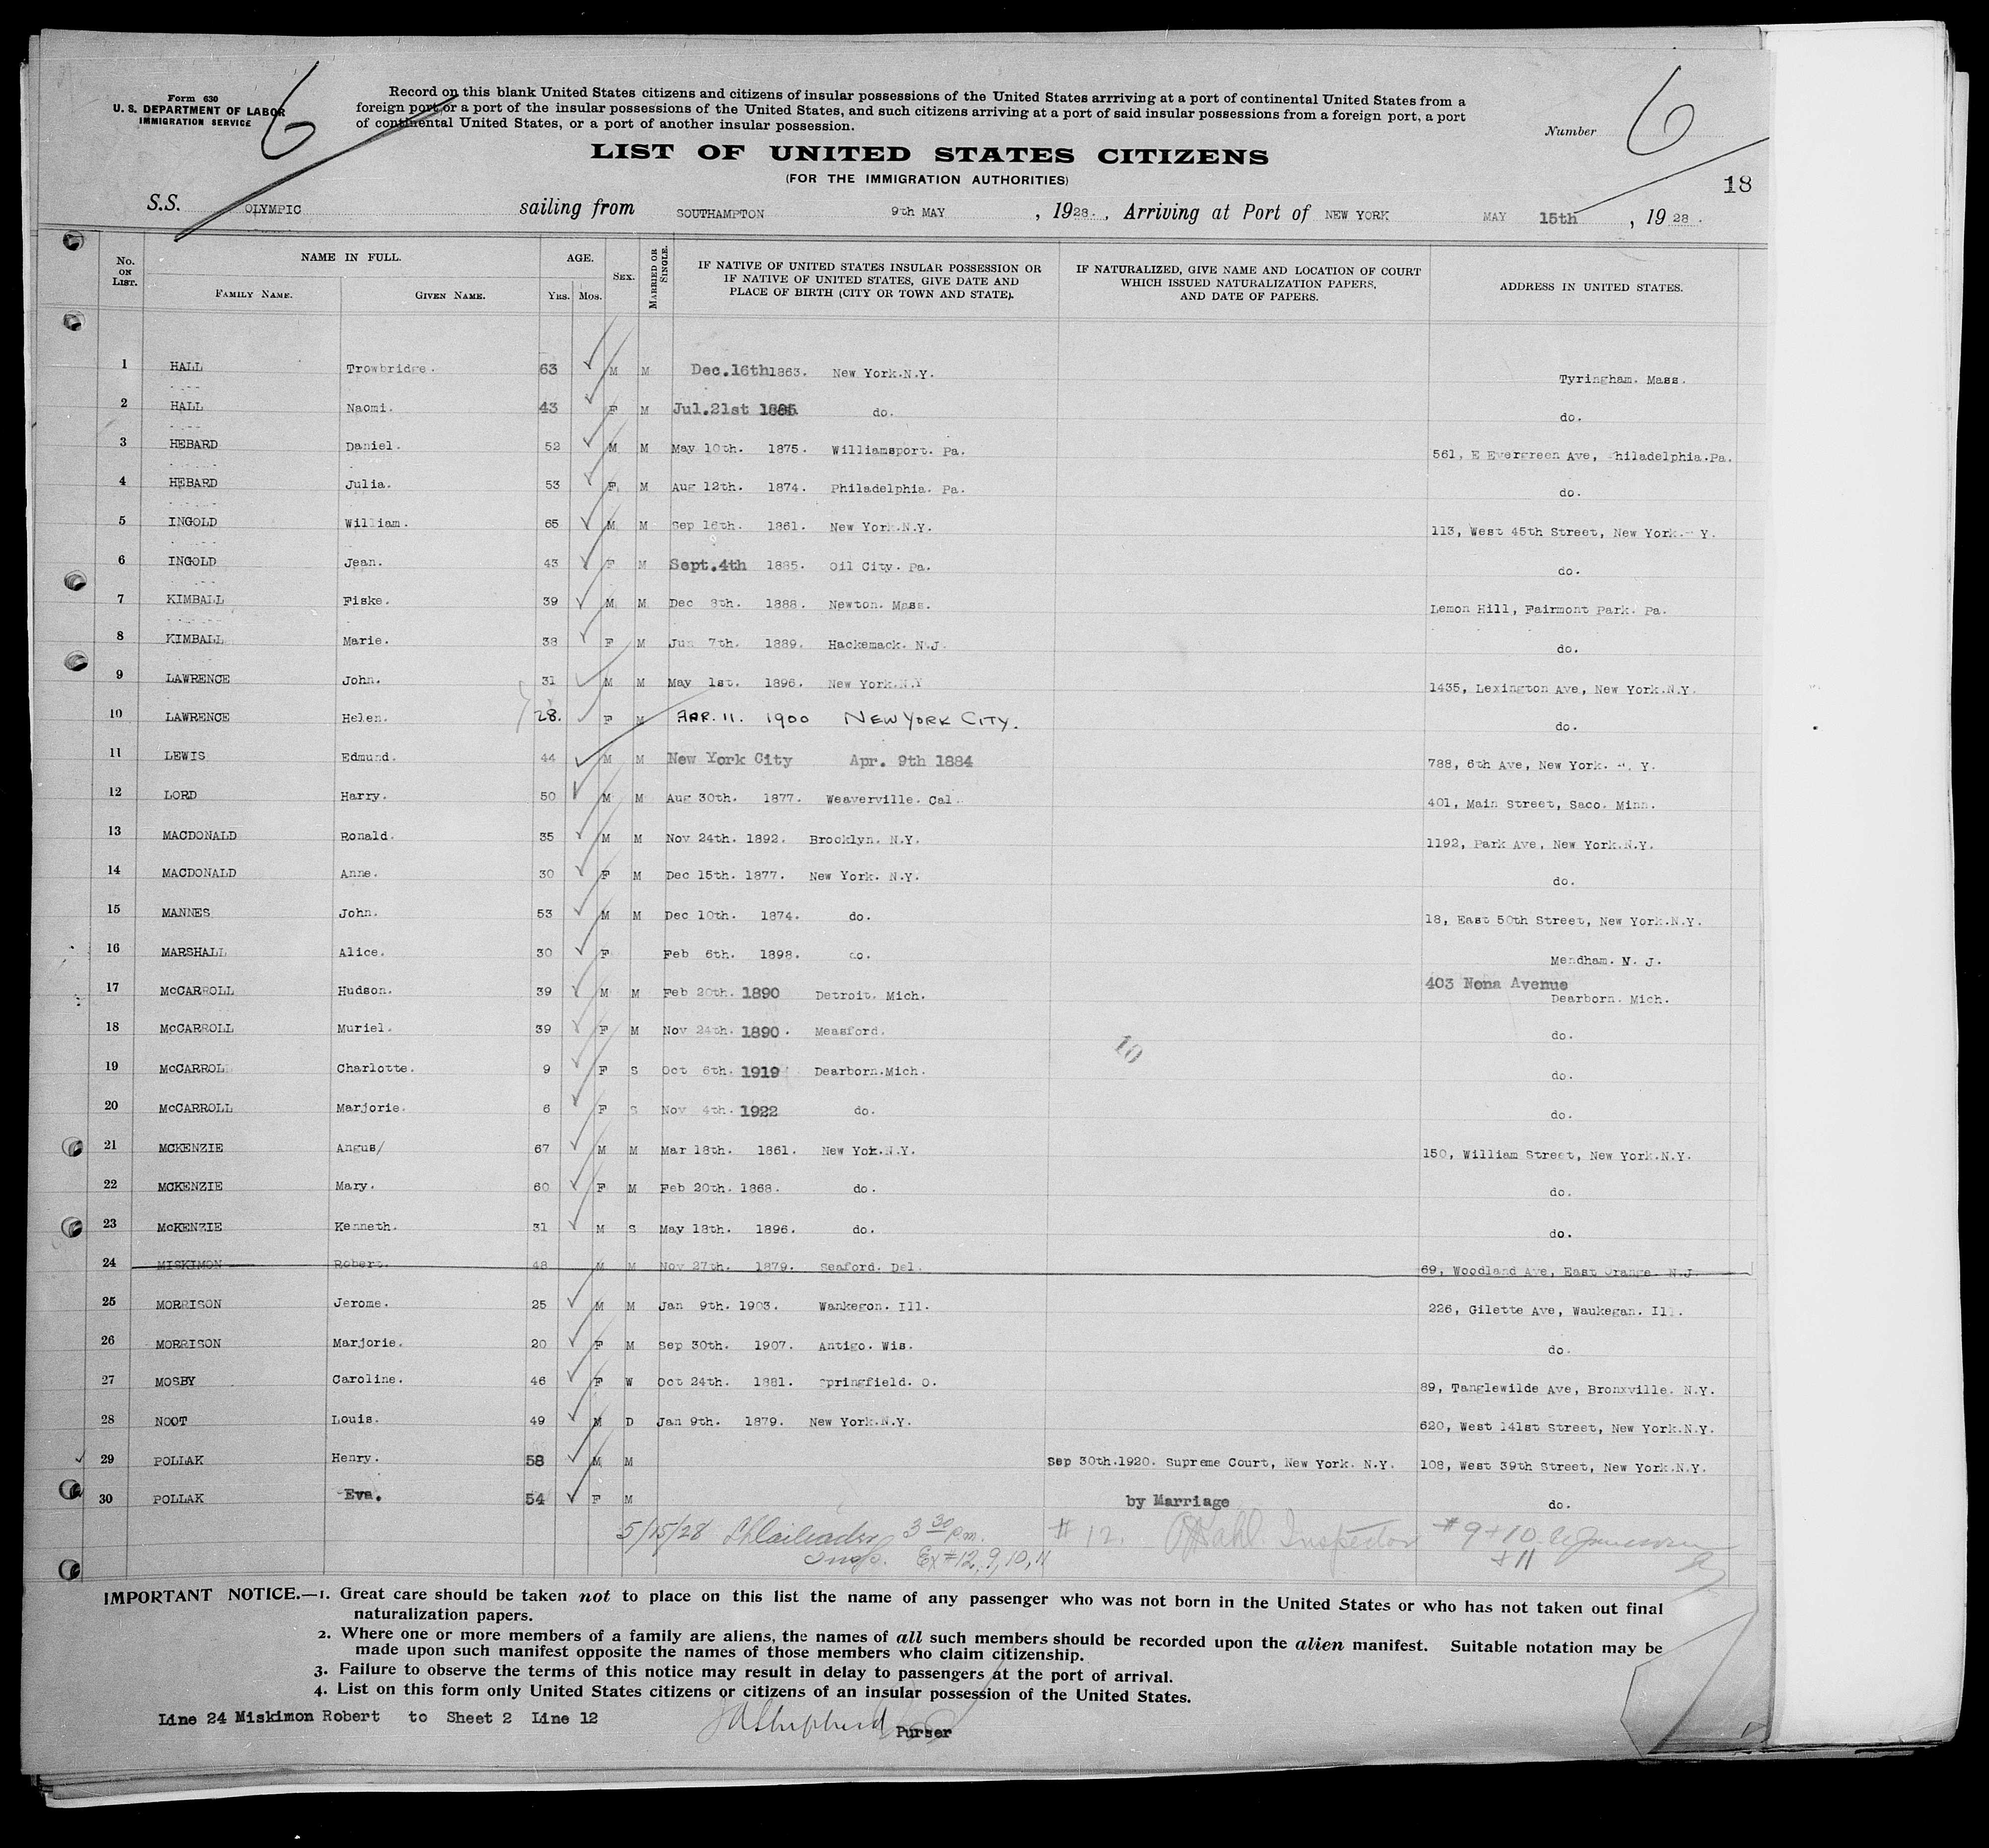 Form 630
U. S. DEPARTMENT OF LABOR
IMMIGRATION SERVICE
6
Record on this blank United States citizens and citizens of insular possessions of the United States arrriving at a port of continental United States from a
foreign port or a port of the insular possessions of the United States, and such citizens arriving at a port of said insular possessions from a foreign port, a port
of continental United States, or a port of another insular possession.
Number 6
LIST OF UNITED STATES CITIZENS
(FOR THE IMMIGRATION AUTHORITIES)
18
S.S. OLYMPIC sailing from SOUTHAMPTON 9th MAY , 1928. , Arriving at Port of NEW YORK MAY 15th , 1928.
No. ON LIST. NAME IN FULL. FAMILY NAME. GIVEN NAME. AGE. YRS. MOS. SEX. MARRIED OR SINGLE. IF NATIVE OF UNITED STATES INSULAR POSSESSION OR IF NATIVE OF UNITED STATES, GIVE DATE AND PLACE OF BIRTH (CITY OR TOWN AND STATE). IF NATURALIZED, GIVE NAME AND LOCATION OF COURT WHICH ISSUED NATURALIZATION PAPERS, AND DATE OF PAPERS. ADDRESS IN UNITED STATES.
1 HALL Trowbridge. 63 M M Dec.16th 1863. New York.N.Y. Tyringham. Mass.
2 HALL Naomi. 43 F M Jul.21st 1885 do. do.
3 HEBARD Daniel. 52 M M May 10th. 1875. Williamsport. Pa. 561, E Evergreen Ave, Philadelphia.Pa.
4 HEBARD Julia. 53 F. M Aug 12th. 1874. Philadelphia. Pa. do.
5 INGOLD William. 65 M M Sep 16th. 1861. New York.N.Y. 113, West 45th Street, New York. Y.
6 INGOLD Jean. 43 F M Sept.4th 1885. Oil City. Pa. do.
7 KIMBALL Fiske. 39 M M Dec 8th. 1888. Newton. Mass. Lemon Hill, Fairmont Park. Pa.
8 KIMBALL Marie. 38 F M Jun 7th. 1889. Hackemack. N.J. do.
9 LAWRENCE John. 31 M M May 1st. 1896. New York.N.Y 1435, Lexington Ave, New York.N.Y.
10 LAWRENCE Helen. 28. F M APR. 11. 1900 NEW YORK CITY. do.
11 LEWIS Edmund. 44 M M New York City Apr. 9th 1884 788, 6th Ave, New York. N. Y.
12 LORD Harry. 50 M M Aug 30th. 1877. Weaverville. Cal. 401, Main Street, Saco. Minn.
13 MACDONALD Ronald. 35 M M Nov 24th. 1892. Brooklyn. N.Y. 1192, Park Ave, New York.N.Y.
14 MACDONALD Anne. 30 F M Dec 15th. 1877. New York. N.Y. do.
15 MANNES John. 53 M M Dec 10th. 1874. do. 18, East 50th Street, New York.N.Y.
16 MARSHALL Alice. 30 F Feb 6th. 1898. do. Mendham. N. J.
17 McCARROLL Hudson. 39 M M Feb 20th. 1890 Detroit. Mich. 403 Nona Avenue Dearborn. Mich.
18 McCARROLL Muriel. 39 F M Nov 24th. 1890. Measford. 10 do.
19 McCARROL Charlotte. 9 F S Oct 6th. 1919 Dearborn.Mich. do.
20 McCARROLL Marjorie. 6 F S Nov 4th. 1922 do. do.
21 MCKENZIE Angus/ 67 M M Mar 18th. 1861. New Yok.N.Y. 150, William Street, New York.N.Y.
22 MCKENZIE Mary. 60 F M Feb 20th. 1868. do. do.
23 McKENZIE Kenneth. 31 M S May 18th. 1896. do. do.
24 MISKIMON Robert. 48 M M Nov 27th. 1879. Seaford. Del. 69, Woodland Ave, East Orange. N.J.
25 MORRISON Jerome. 25 M M Jan 9th. 1903. Wankegon. Ill. 226, Gilette Ave, Waukegan. Ill.
26 MORRISON Marjorie. 20 F M Sep 30th. 1907. Antigo. Wis. do.
27 MOSBY Caroline. 46 F W Oct 24th. 1881. Springfield. O. 89, Tanglewilde Ave, Bronxville. N.Y.
28 NOOT Louis. 49 M D Jan 9th. 1879. New York.N.Y. 620, West 141st Street, New York.N.Y.
29 POLLAK Henry. 58 M M Sep 30th.1920. Supreme Court, New York. N.Y. 108, West 39th Street, New York.N.Y.
30 POLLAK Eva. 54 F M by Marriage do.
5/15/28 3 30 pm. # 12. Inspector # 9 + 10
Insp. Ex #12, 9, 10, 11 + 11
IMPORTANT NOTICE.—1. Great care should be taken not to place on this list the name of any passenger who was not born in the United States or who has not taken out final
naturalization papers.
2. Where one or more members of a family are aliens, the names of all such members should be recorded upon the alien manifest. Suitable notation may be
made upon such manifest opposite the names of those members who claim citizenship.
3. Failure to observe the terms of this notice may result in delay to passengers at the port of arrival.
4. List on this form only United States citizens or citizens of an insular possession of the United States.
Line 24 Miskimon Robert to Sheet 2 Line 12
Shepherd Purser